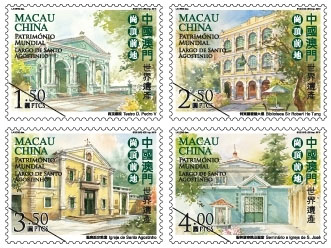 MACAU
CHINA
PATRIMÓNIO
MUNDIAL
LARGO DE SANTO
AGOSTINHO
崗頂前地
中國澳門
世界遺產
1.50
圓 PTCS
Teatro D. Pedro V
MACAU
CHINA
PATRIMÓNIO
MUNDIAL
LARGO DE SANTO
AGOSTINHO
崗頂前地
中國澳門
世界遺產
2.50
圓 PTCS
Biblioteca Sir Robert Ho Tung
MACAU
CHINA
PATRIMÓNIO
MUNDIAL
LARGO DE SANTO
AGOSTINHO
崗頂前地
中國澳門
世界遺產
3.50
圓 PTCS
Igreja de Santo Agostinho
MACAU
CHINA
PATRIMÓNIO
MUNDIAL
LARGO DE SANTO
AGOSTINHO
崗頂前地
中國澳門
世界遺產
4.00
圓 PTCS
Seminário e Igreja de S. José